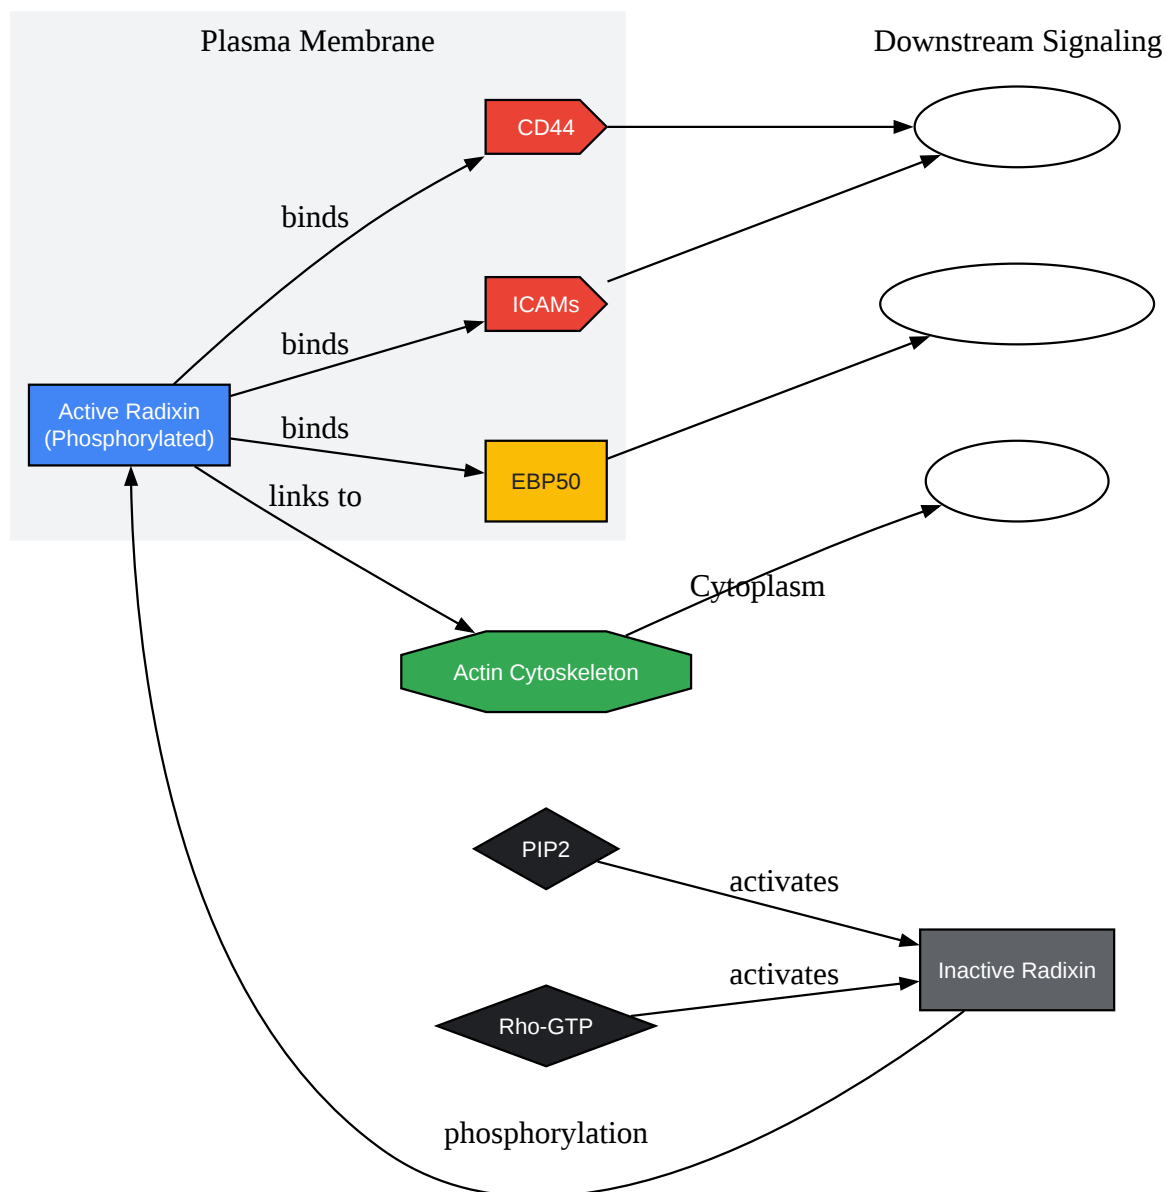 Plasma Membrane
Downstream Signaling
CD44
binds
ICAMs
binds
Active Radixin
(Phosphorylated)
binds
EBP50
links to
Cytoplasm
Actin Cytoskeleton
PIP2
activates
Inactive Radixin
activates
Rho-GTP
phosphorylation